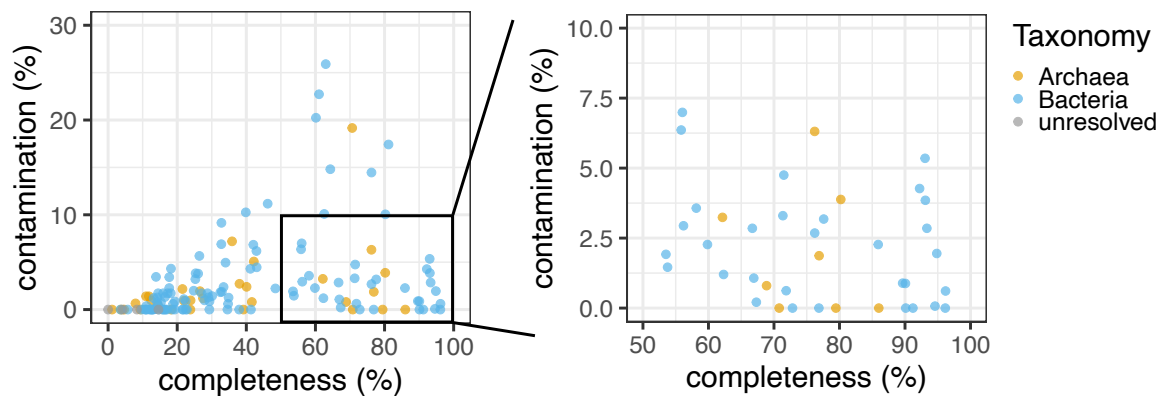 contamination (%)
30
20
10
0
0 20 40 60 80 100
completeness (%)
contamination (%)
10.0
7.5
5.0
2.5
0.0
50 60 70 80 90 100
completeness (%)
Taxonomy
Archaea
Bacteria
unresolved